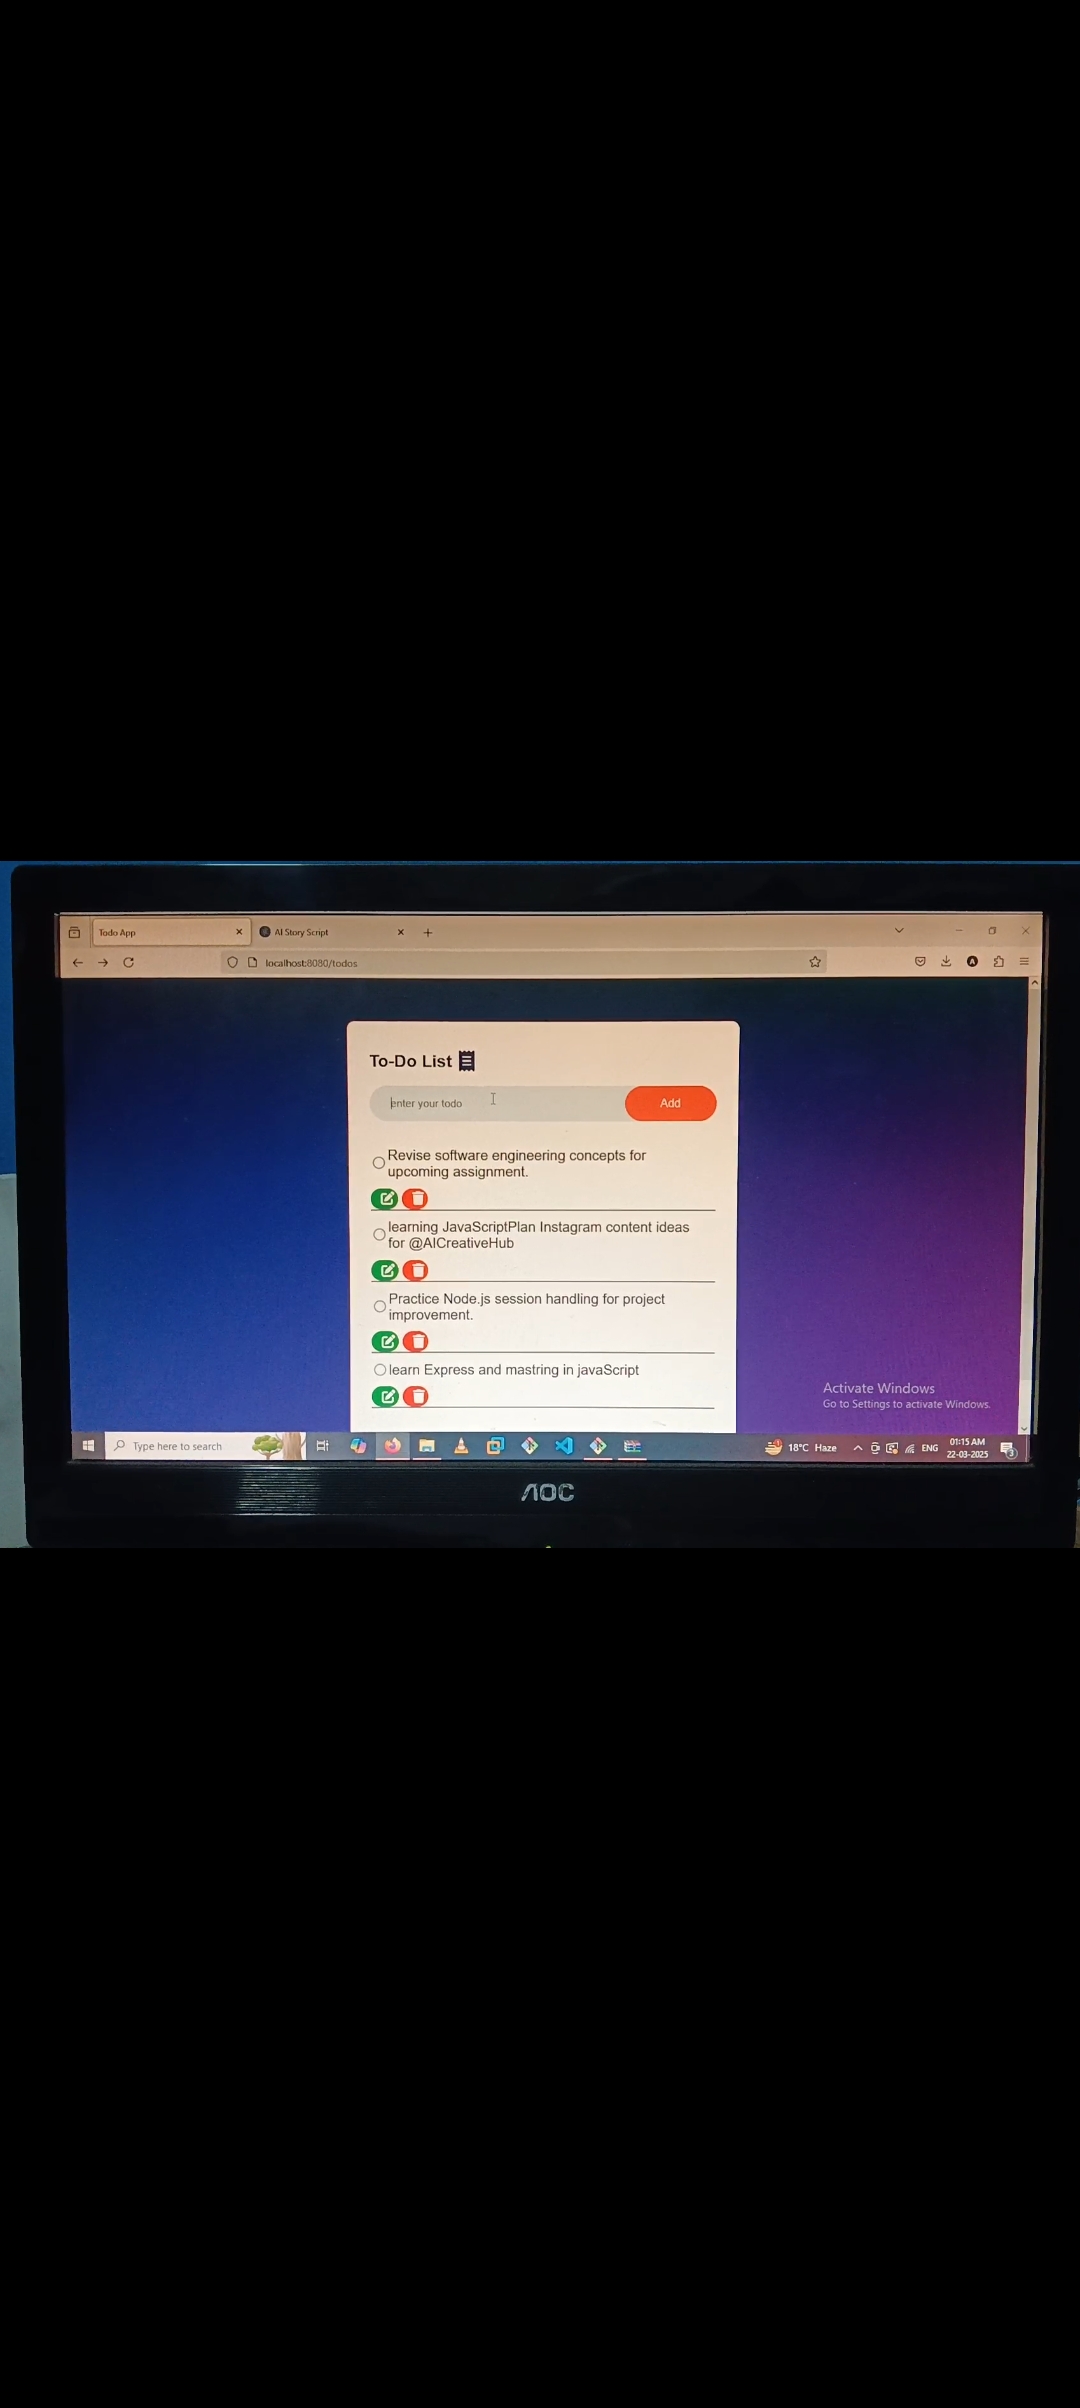 Todo App
AI Story Script
localhost:8080/todos
To-Do List
enter your todo
Add
Revise software engineering concepts for
upcoming assignment.
learning JavaScriptPlan Instagram content ideas
for @AICreativeHub
Practice Node.js session handling for project
improvement.
learn Express and mastring in javaScript
Activate Windows
Go to Settings to activate Windows.
Type here to search
18°C Haze
ENG
01:15 AM
22-03-2025
3
AOC